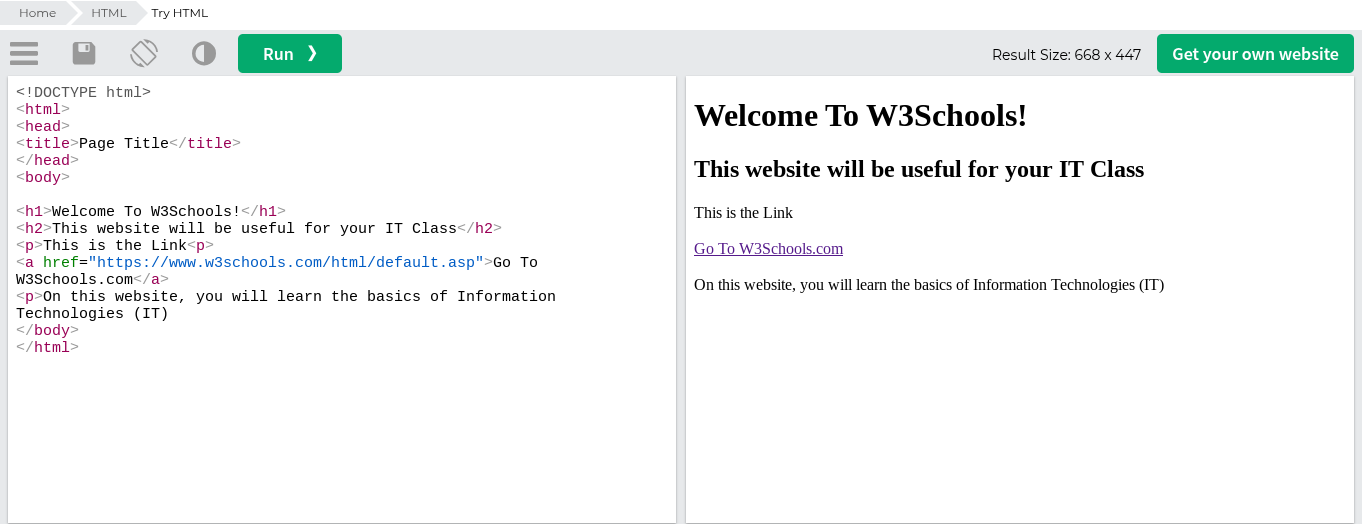 Home HTML Try HTML
Run ❯ Result Size: 668 x 447 Get your own website
<!DOCTYPE html>
<html>
<head>
<title>Page Title</title>
</head>
<body>
<h1>Welcome To W3Schools!</h1>
<h2>This website will be useful for your IT Class</h2>
<p>This is the Link<p>
<a href="https://www.w3schools.com/html/default.asp">Go To
W3Schools.com</a>
<p>On this website, you will learn the basics of Information
Technologies (IT)
</body>
</html>
Welcome To W3Schools!
This website will be useful for your IT Class
This is the Link
Go To W3Schools.com
On this website, you will learn the basics of Information Technologies (IT)